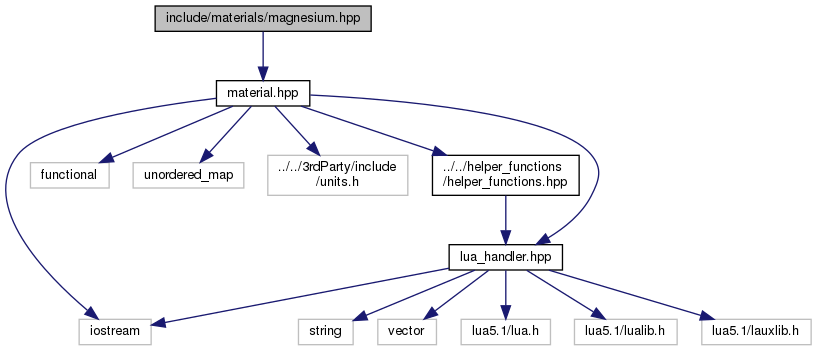 include/materials/magnesium.hpp
material.hpp
functional
unordered_map
../../3rdParty/include
/units.h
../../helper_functions
/helper_functions.hpp
lua_handler.hpp
iostream
string
vector
lua5.1/lua.h
lua5.1/lualib.h
lua5.1/lauxlib.h